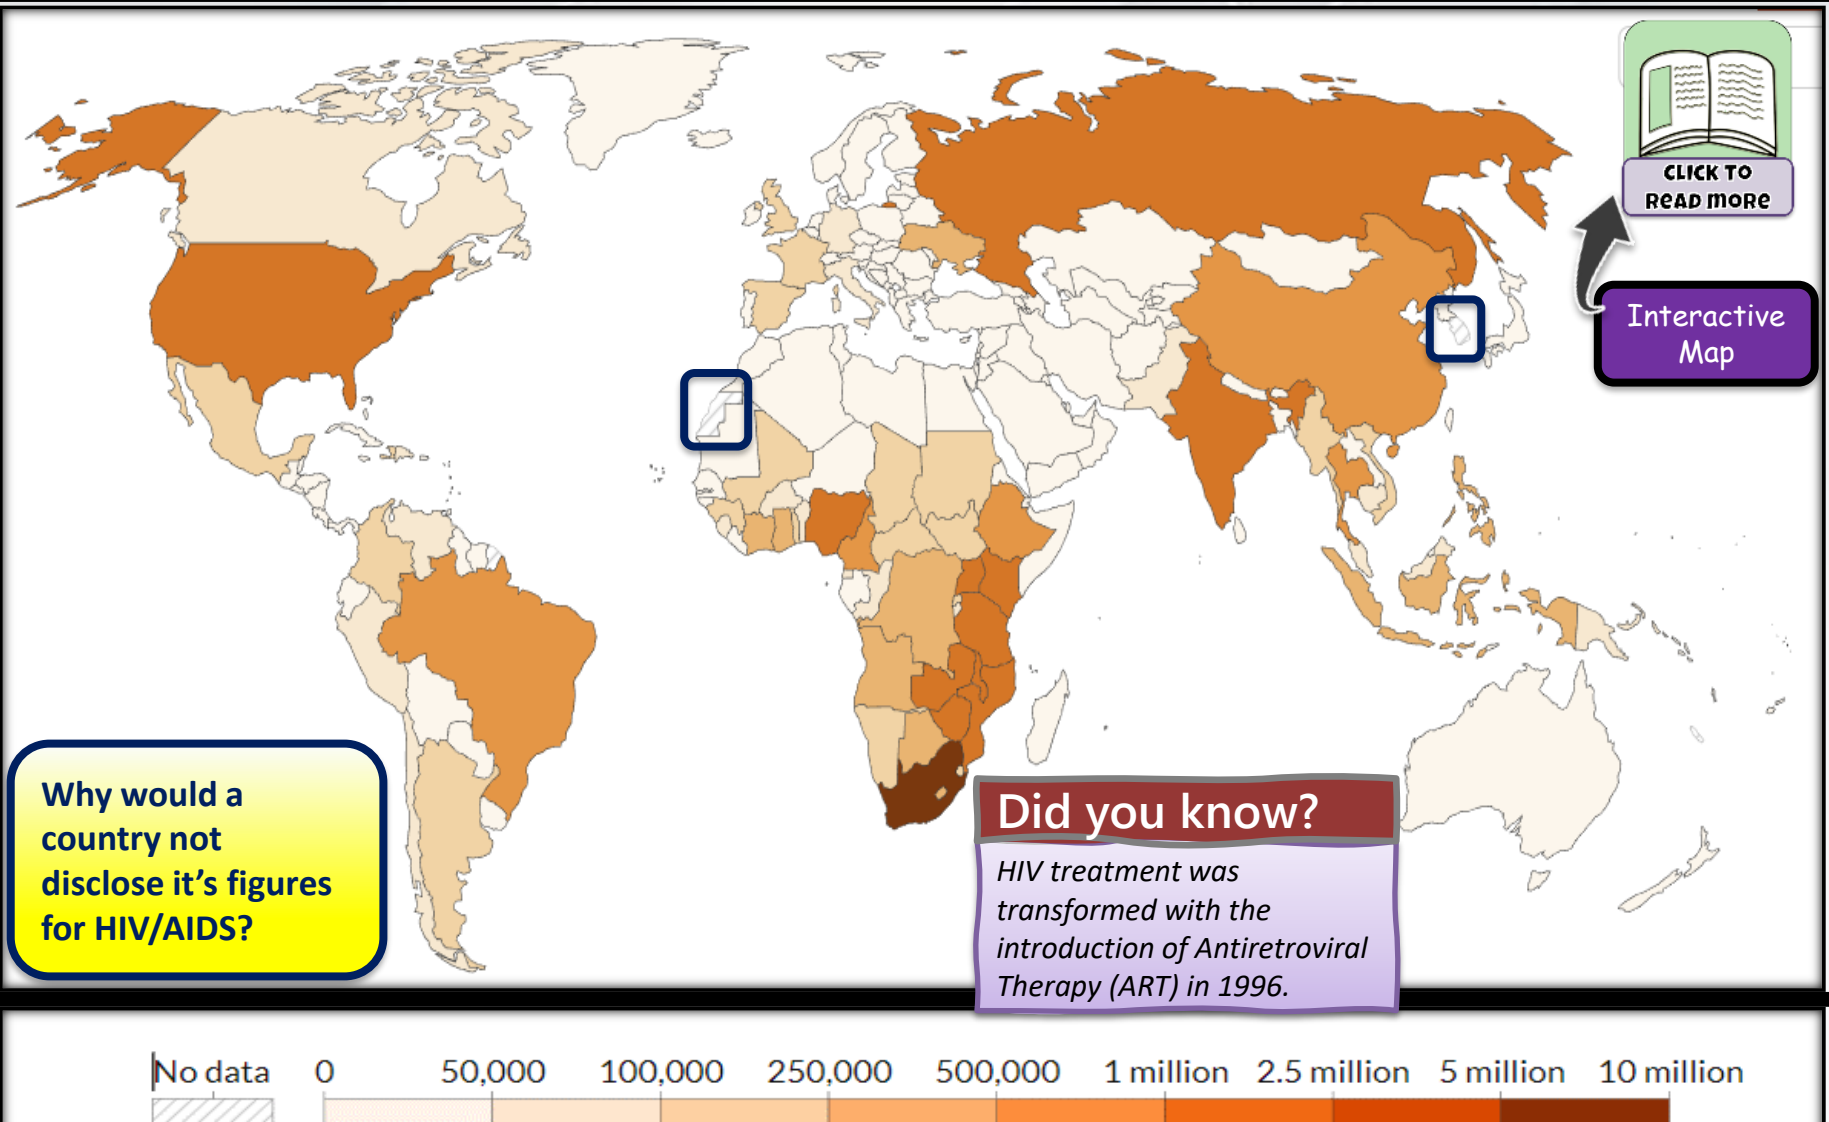 CLICK TO
READ MORE
Interactive
Map
Why would a
country not
disclose it's figures
for HIV/AIDS?
Did you know?
HIV treatment was
transformed with the
introduction of Antiretroviral
Therapy (ART) in 1996.
No data 0 50,000 100,000 250,000 500,000 1 million 2.5 million 5 million 10 million